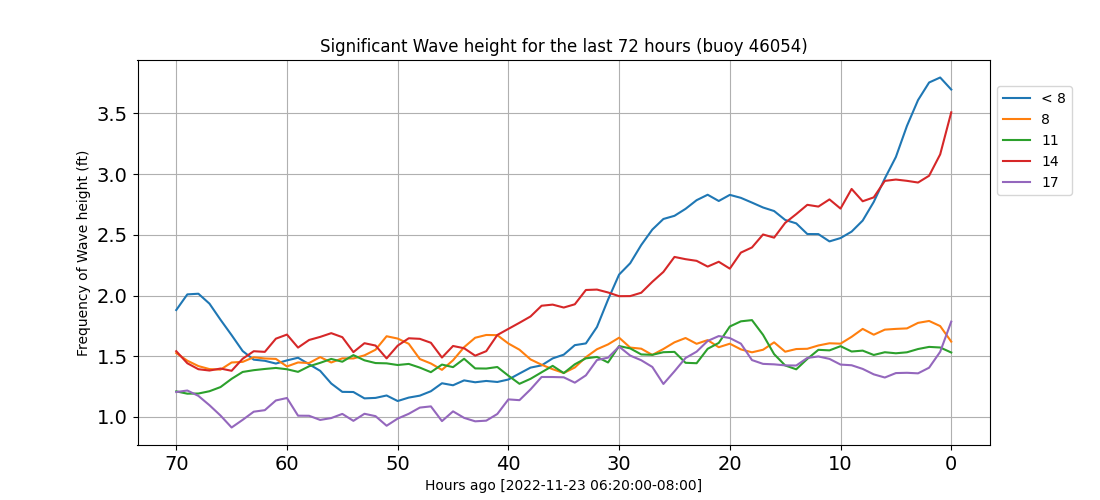 Significant Wave height for the last 72 hours (buoy 46054)
Frequency of Wave height (ft)
3.5
3.0
2.5
2.0
1.5
1.0
70 60 50 40 30 20 10 0
Hours ago [2022-11-23 06:20:00-08:00]
< 8
8
11
14
17